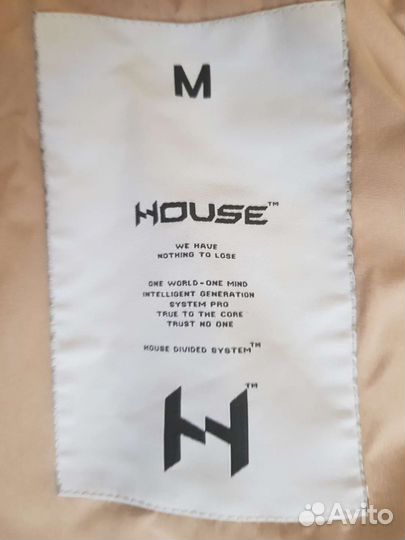 M
HOUSE™
WE HAVE
NOTHING TO LOSE
ONE WORLD-ONE MIND
INTELLIGENT GENERATION
SYSTEM PRO
TRUE TO THE CORE
TRUST NO ONE
HOUSE DIVIDED SYSTEM™
H™
Avito